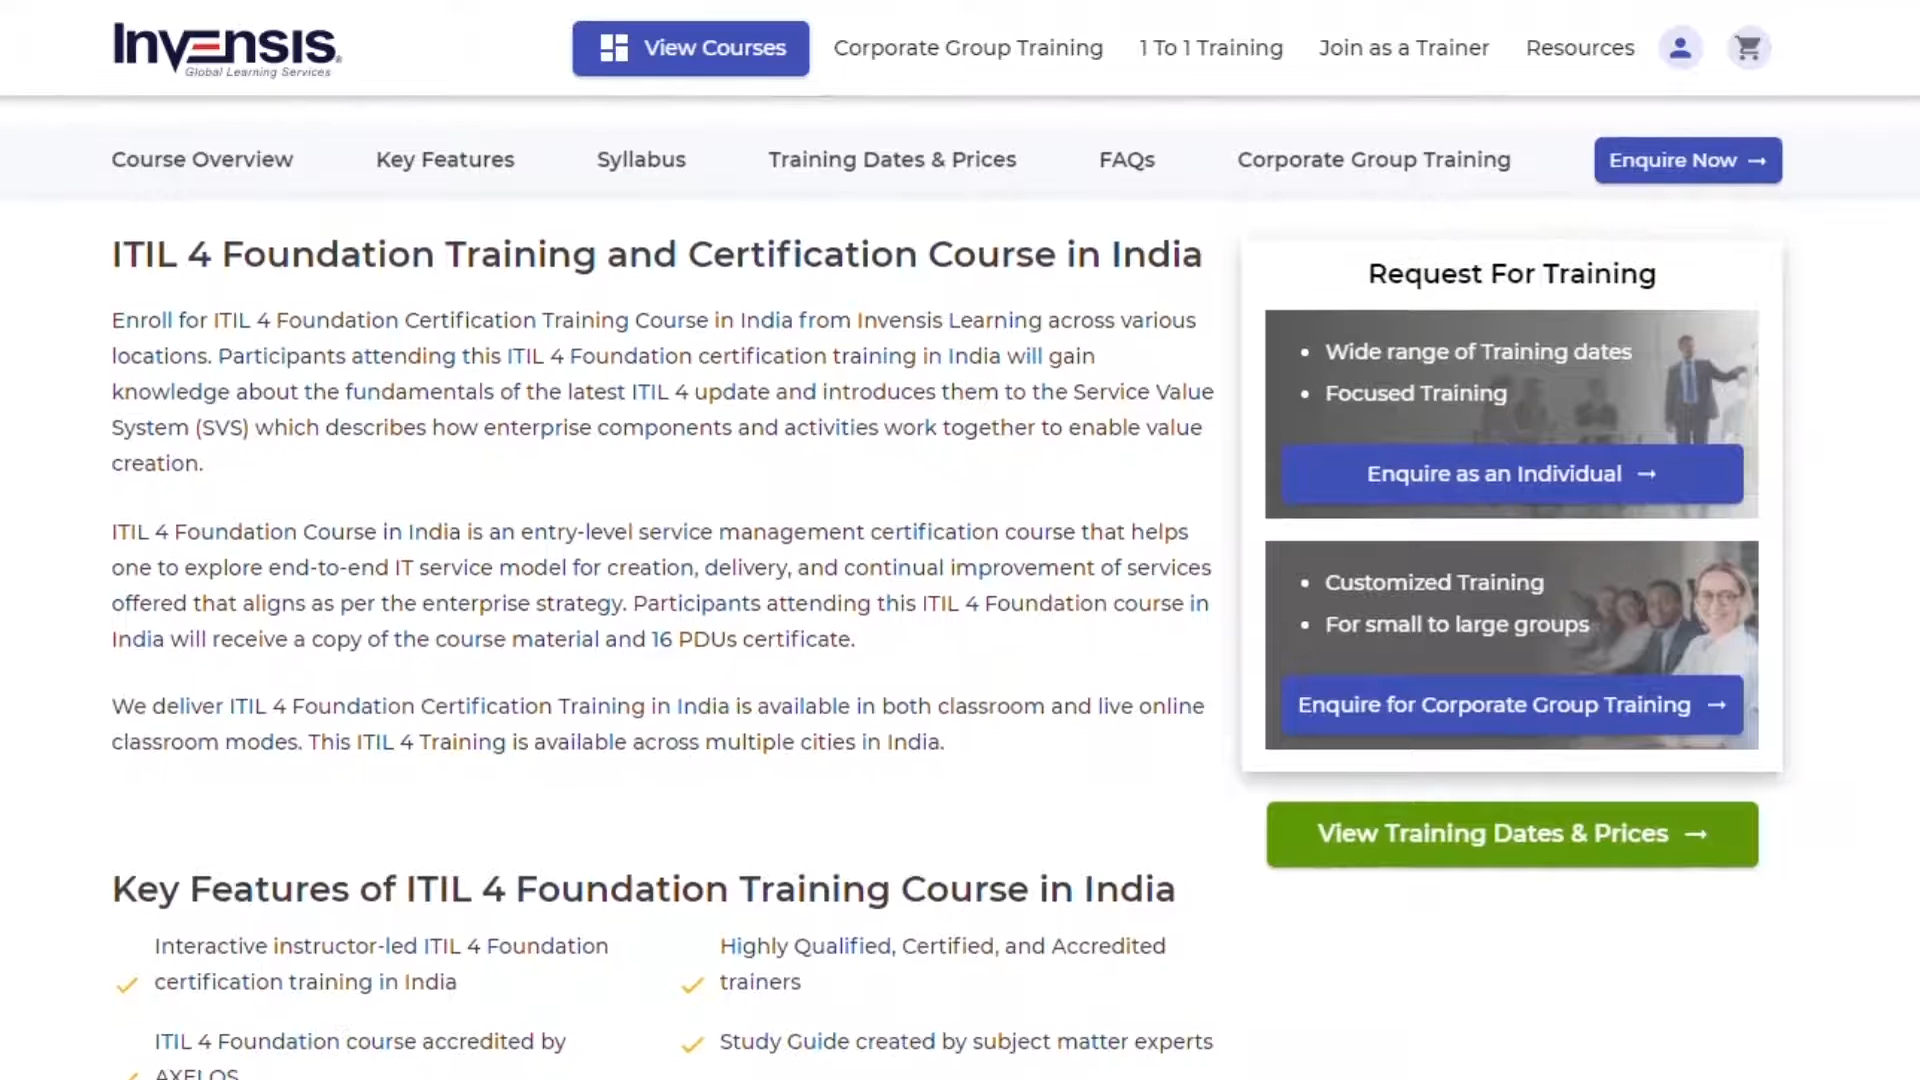 Invensis
Global Learning Services
View Courses
Corporate Group Training
1 To 1 Training
Join as a Trainer
Resources
Course Overview
Key Features
Syllabus
Training Dates & Prices
FAQs
Corporate Group Training
Enquire Now →
ITIL 4 Foundation Training and Certification Course in India
Enroll for ITIL 4 Foundation Certification Training Course in India from Invensis Learning across various
locations. Participants attending this ITIL 4 Foundation certification training in India will gain
knowledge about the fundamentals of the latest ITIL 4 update and introduces them to the Service Value
System (SVS) which describes how enterprise components and activities work together to enable value
creation.
ITIL 4 Foundation Course in India is an entry-level service management certification course that helps
one to explore end-to-end IT service model for creation, delivery, and continual improvement of services
offered that aligns as per the enterprise strategy. Participants attending this ITIL 4 Foundation course in
India will receive a copy of the course material and 16 PDUs certificate.
We deliver ITIL 4 Foundation Certification Training in India is available in both classroom and live online
classroom modes. This ITIL 4 Training is available across multiple cities in India.
Request For Training
• Wide range of Training dates
• Focused Training
Enquire as an Individual →
• Customized Training
• For small to large groups
Enquire for Corporate Group Training →
View Training Dates & Prices →
Key Features of ITIL 4 Foundation Training Course in India
Interactive instructor-led ITIL 4 Foundation
certification training in India
Highly Qualified, Certified, and Accredited
trainers
ITIL 4 Foundation course accredited by
AXELOS
Study Guide created by subject matter experts